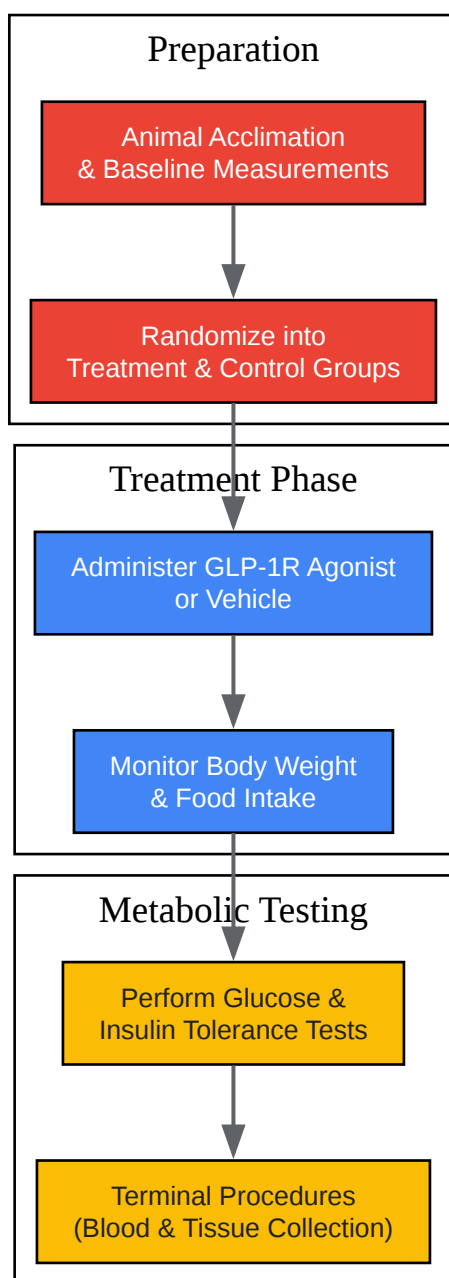 Preparation
Animal Acclimation
& Baseline Measurements
Randomize into
Treatment & Control Groups
Treatment Phase
Administer GLP-1R Agonist
or Vehicle
Monitor Body Weight
& Food Intake
Metabolic Testing
Perform Glucose &
Insulin Tolerance Tests
Terminal Procedures
(Blood & Tissue Collection)